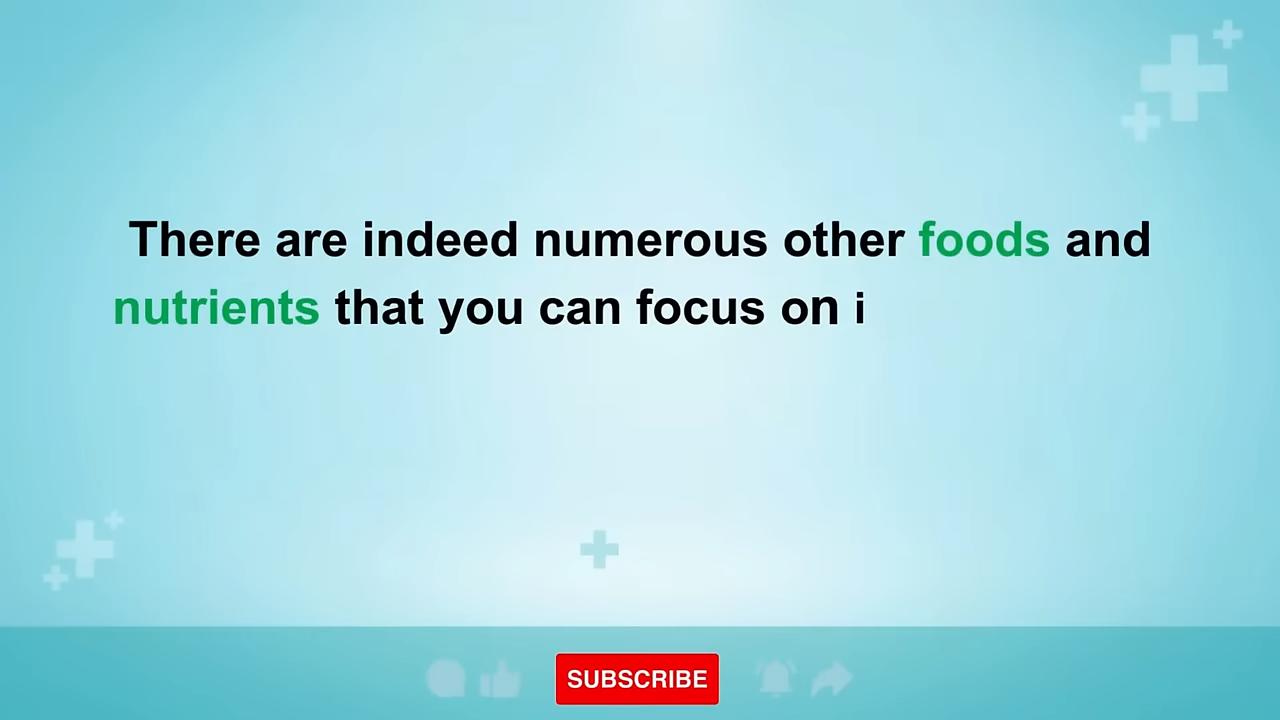 There are indeed numerous other foods and
nutrients that you can focus on i
SUBSCRIBE